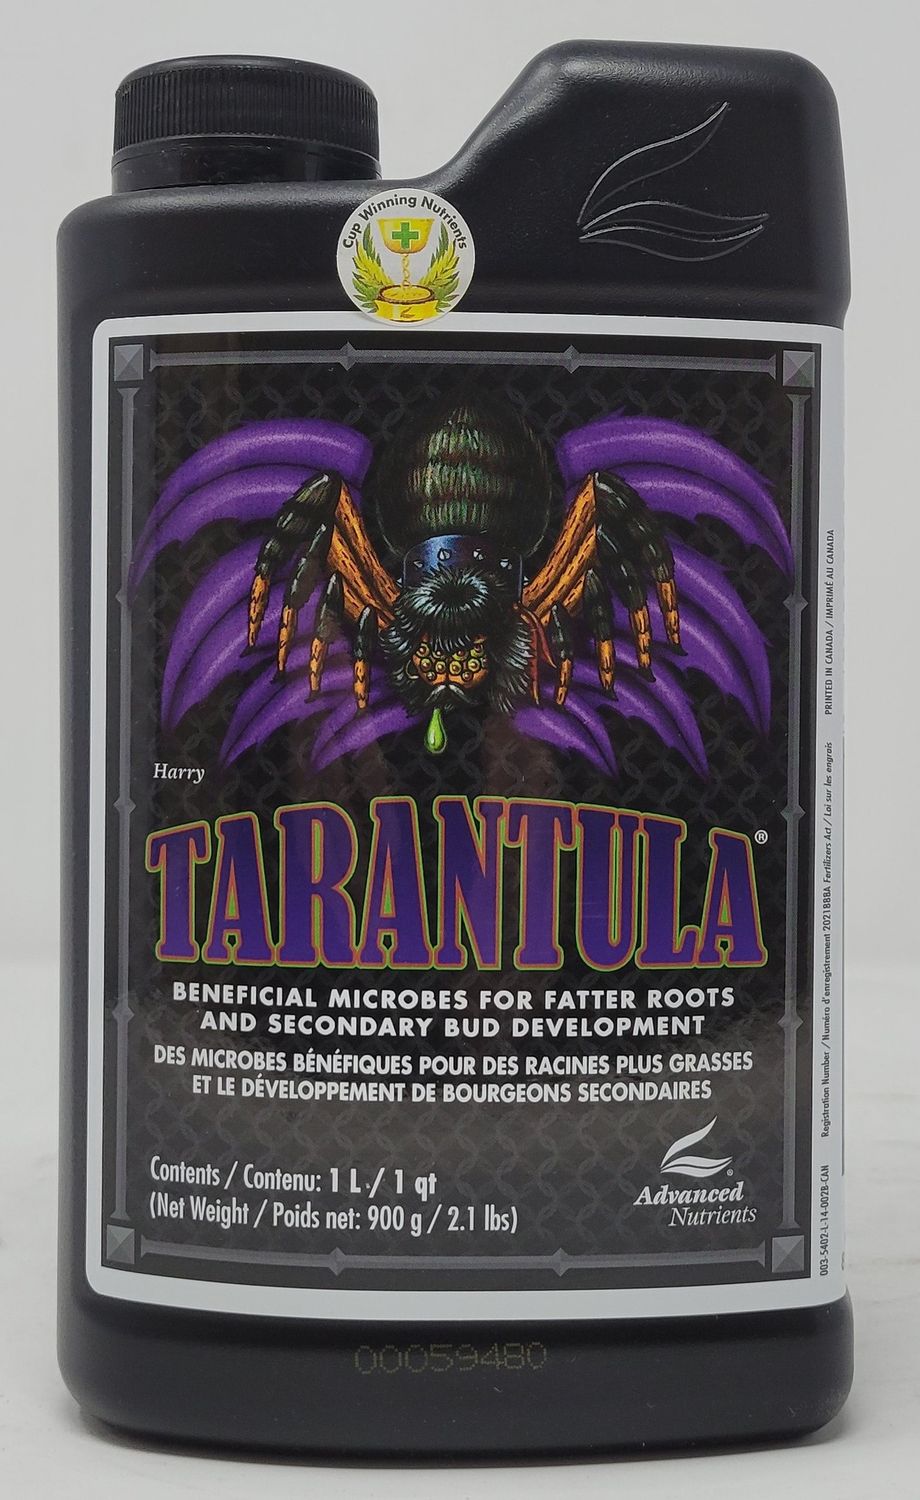 Cup Winning Nutrients
Harry
TARANTULA®
BENEFICIAL MICROBES FOR FATTER ROOTS
AND SECONDARY BUD DEVELOPMENT
DES MICROBES BÉNÉFIQUES POUR DES RACINES PLUS GRASSES
ET LE DÉVELOPPEMENT DE BOURGEONS SECONDAIRES
Contents / Contenu: 1 L / 1 qt
(Net Weight / Poids net: 900 g / 2.1 lbs)
Advanced
Nutrients
003-5402-L-14-002B-CAN Registration Number / Numéro d'enregistrement 2021888A Fertilizers Act / Loi sur les engrais PRINTED IN CANADA / IMPRIMÉ AU CANADA
00059480